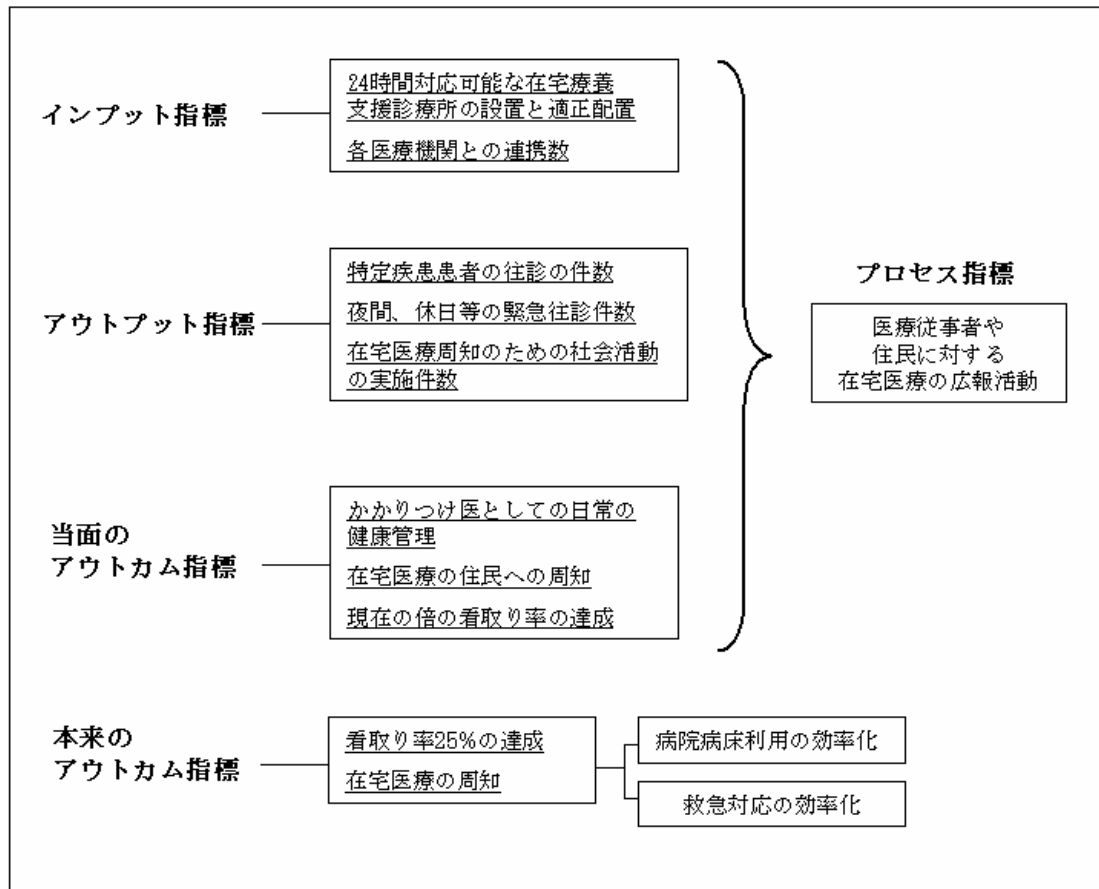 インプット指標
24時間対応可能な在宅療養
支援診療所の設置と適正配置
各医療機関との連携数
アウトプット指標
特定疾患患者の往診の件数
夜間、休日等の緊急往診件数
在宅医療周知のための社会活動
の実施件数
プロセス指標
医療従事者や
住民に対する
在宅医療の広報活動
当面の
アウトカム指標
かかりつけ医としての日常の
健康管理
在宅医療の住民への周知
現在の倍の看取り率の達成
本来の
アウトカム指標
看取り率25%の達成
在宅医療の周知
病院病床利用の効率化
救急対応の効率化